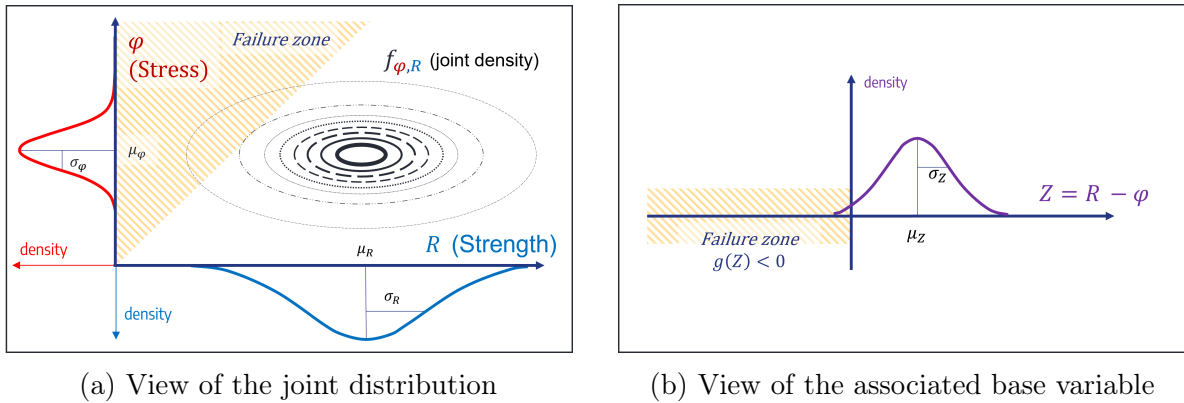 φ
(Stress)
Failure zone
f_{φ,R} (joint density)
σ_φ
μ_φ
μ_R
R (Strength)
density
density
σ_R
(a) View of the joint distribution
density
σ_Z
Z = R − φ
μ_Z
Failure zone
g(Z) < 0
(b) View of the associated base variable